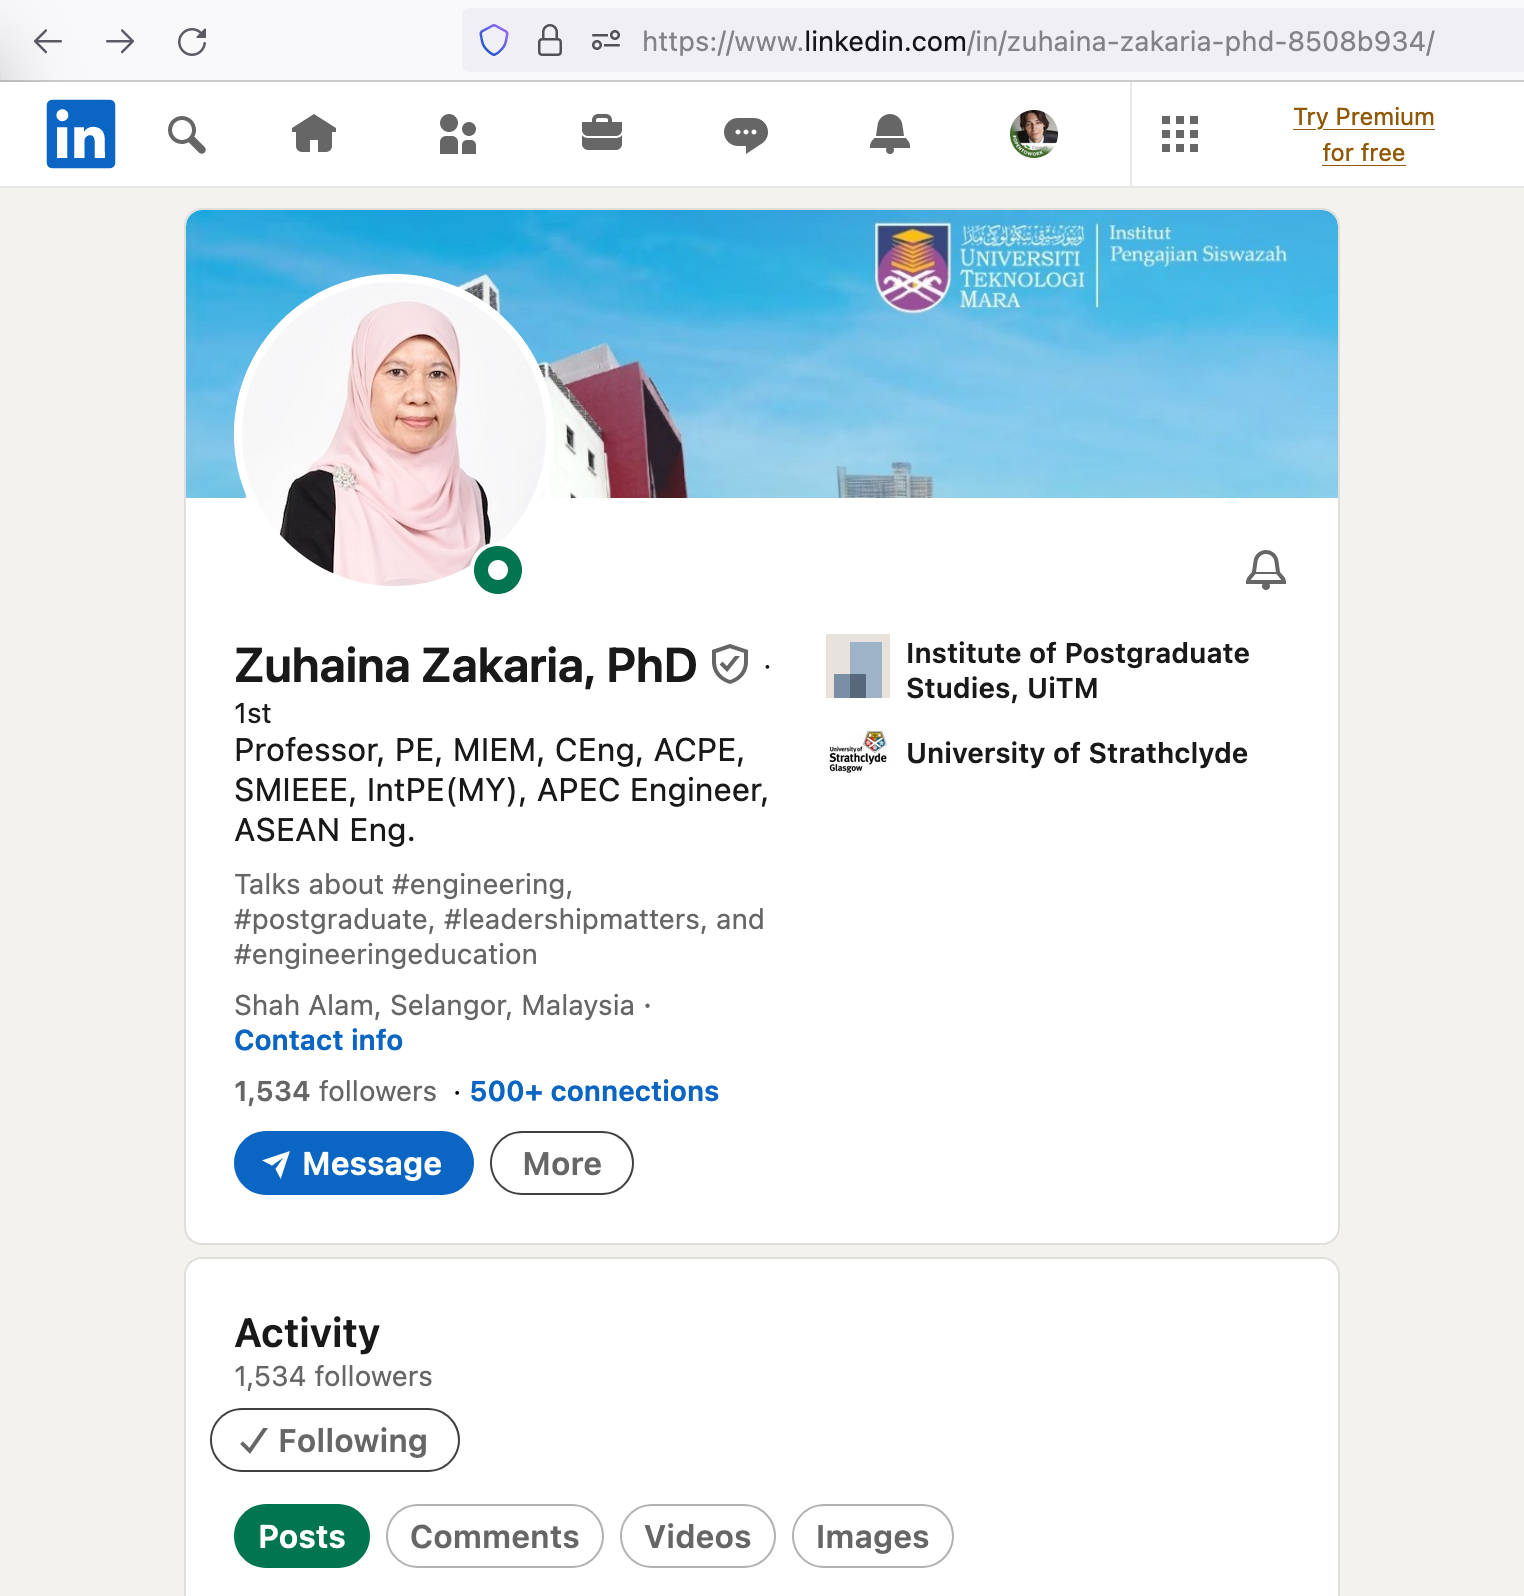 https://www.linkedin.com/in/zuhaina-zakaria-phd-8508b934/
in
Try Premium
for free
UNIVERSITI
TEKNOLOGI
MARA
Institut
Pengajian Siswazah
Zuhaina Zakaria, PhD ·
1st
Professor, PE, MIEM, CEng, ACPE,
SMIEEE, IntPE(MY), APEC Engineer,
ASEAN Eng.
Talks about #engineering,
#postgraduate, #leadershipmatters, and
#engineeringeducation
Shah Alam, Selangor, Malaysia ·
Contact info
1,534 followers · 500+ connections
Message
More
Institute of Postgraduate
Studies, UiTM
University of
Strathclyde
Glasgow
University of Strathclyde
Activity
1,534 followers
Following
Posts
Comments
Videos
Images